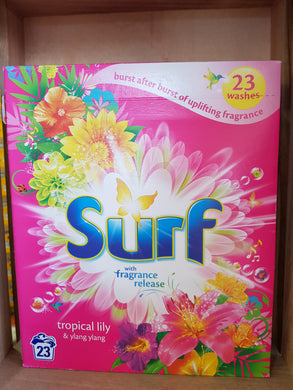 burst after burst of uplifting fragrance
23
washes
Surf
with
fragrance
release
tropical lily
& ylang ylang
23